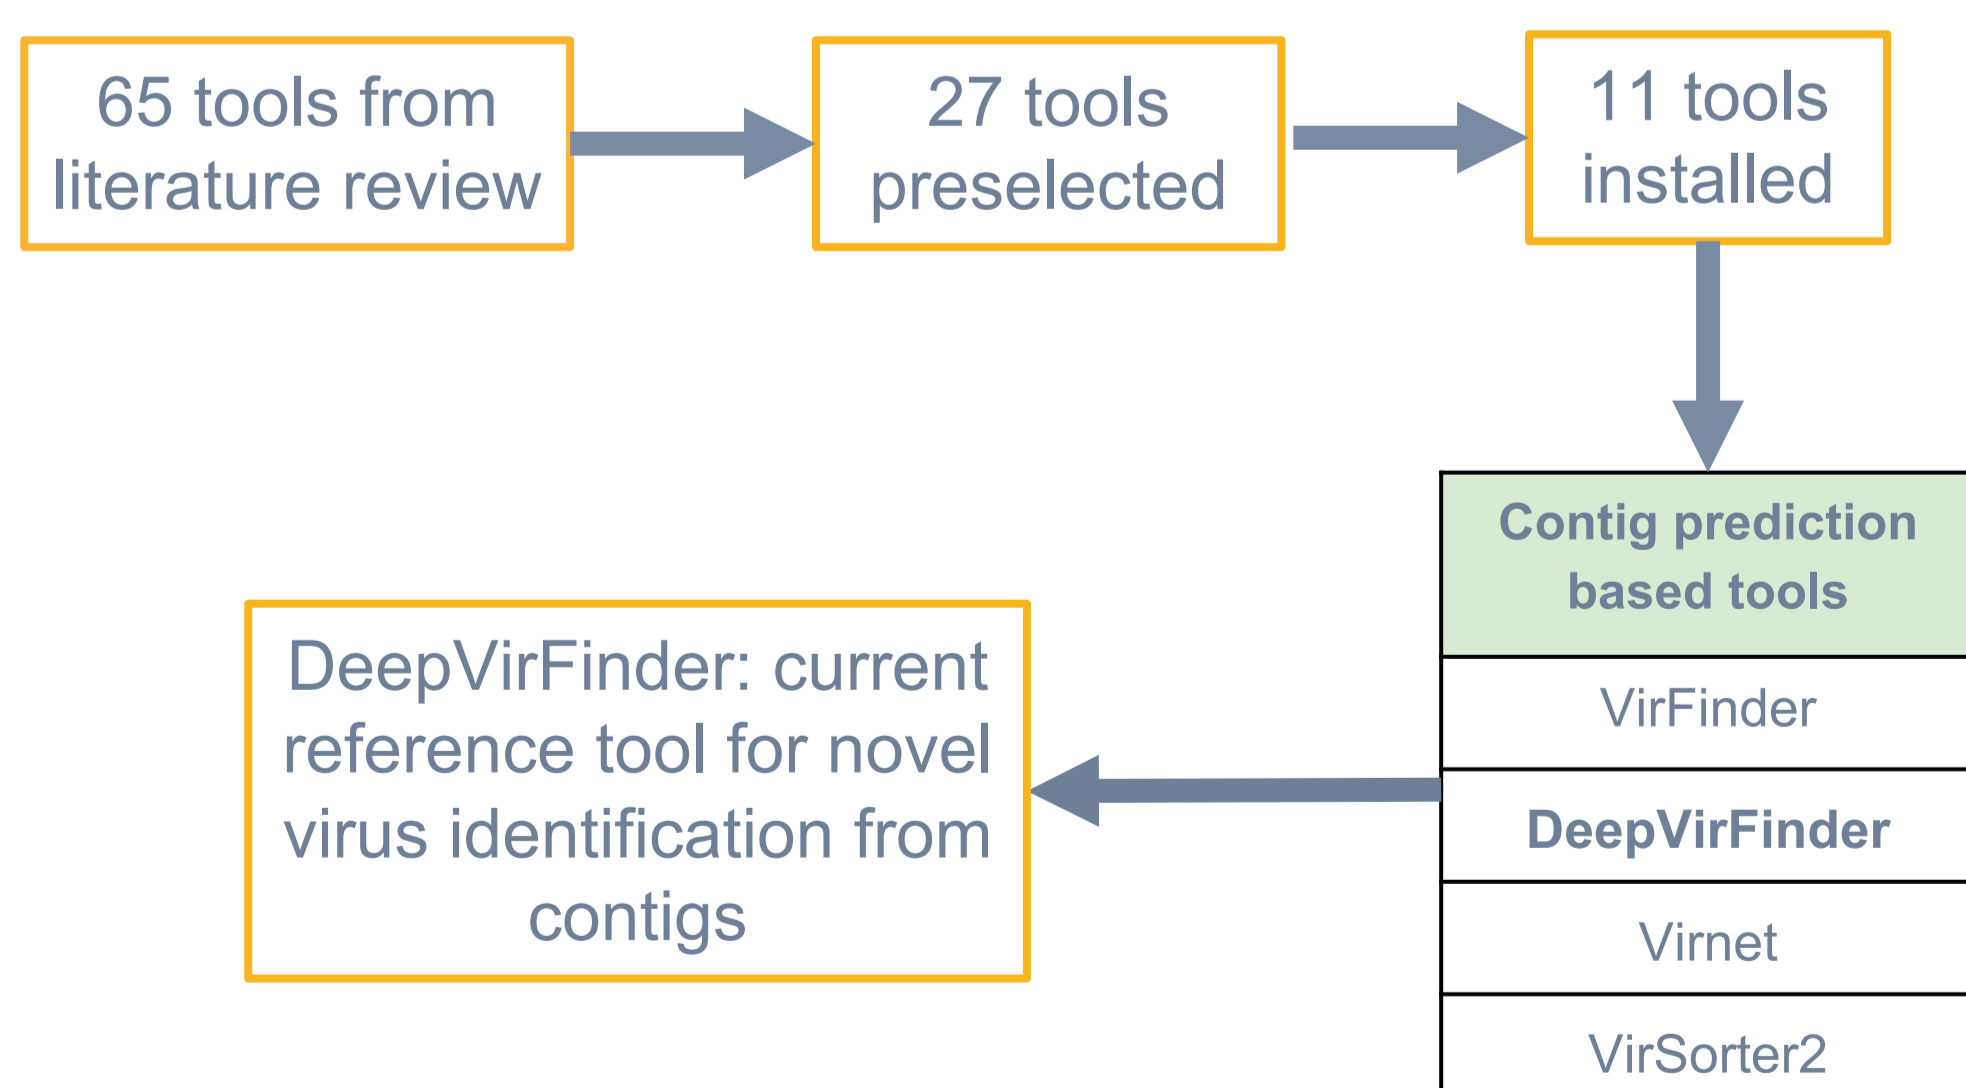 65 tools from
literature review
27 tools
preselected
11 tools
installed
Contig prediction
based tools
VirFinder
DeepVirFinder
Virnet
VirSorter2
DeepVirFinder: current
reference tool for novel
virus identification from
contigs